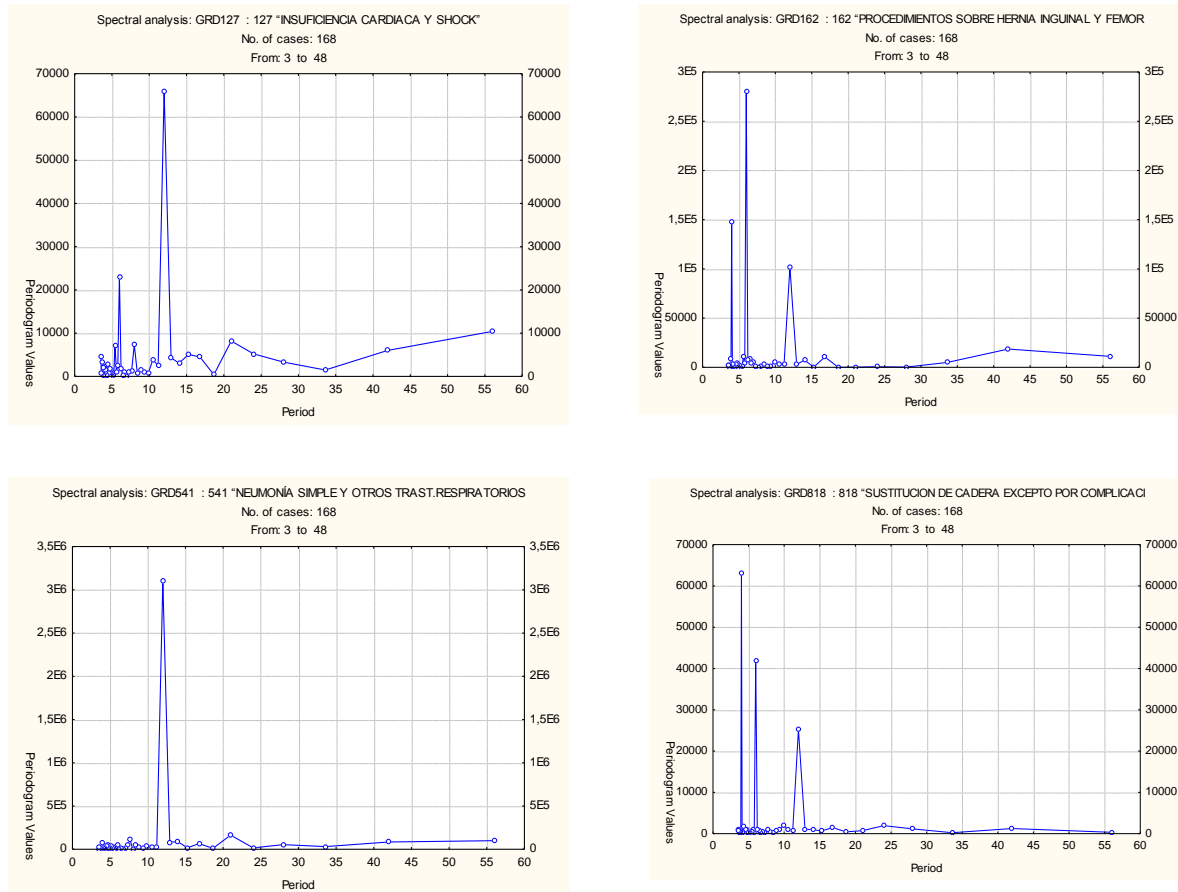 Spectral analysis: GRD127 : 127 "INSUFICIENCIA CARDIACA Y SHOCK"
No. of cases: 168
From: 3 to 48
70000 70000
60000 60000
50000 50000
40000 40000
30000 30000
20000 20000
10000 10000
0 0
0 5 10 15 20 25 30 35 40 45 50 55 60
Period
Periodogram Values
Spectral analysis: GRD162 : 162 "PROCEDIMIENTOS SOBRE HERNIA INGUINAL Y FEMOR
No. of cases: 168
From: 3 to 48
3E5 3E5
2,5E5 2,5E5
2E5 2E5
1,5E5 1,5E5
1E5 1E5
50000 50000
0 0
0 5 10 15 20 25 30 35 40 45 50 55 60
Period
Periodogram Values
Spectral analysis: GRD541 : 541 "NEUMONÍA SIMPLE Y OTROS TRAST.RESPIRATORIOS
No. of cases: 168
From: 3 to 48
3,5E6 3,5E6
3E6 3E6
2,5E6 2,5E6
2E6 2E6
1,5E6 1,5E6
1E6 1E6
5E5 5E5
0 0
0 5 10 15 20 25 30 35 40 45 50 55 60
Period
Periodogram Values
Spectral analysis: GRD818 : 818 "SUSTITUCION DE CADERA EXCEPTO POR COMPLICACI
No. of cases: 168
From: 3 to 48
70000 70000
60000 60000
50000 50000
40000 40000
30000 30000
20000 20000
10000 10000
0 0
0 5 10 15 20 25 30 35 40 45 50 55 60
Period
Periodogram Values